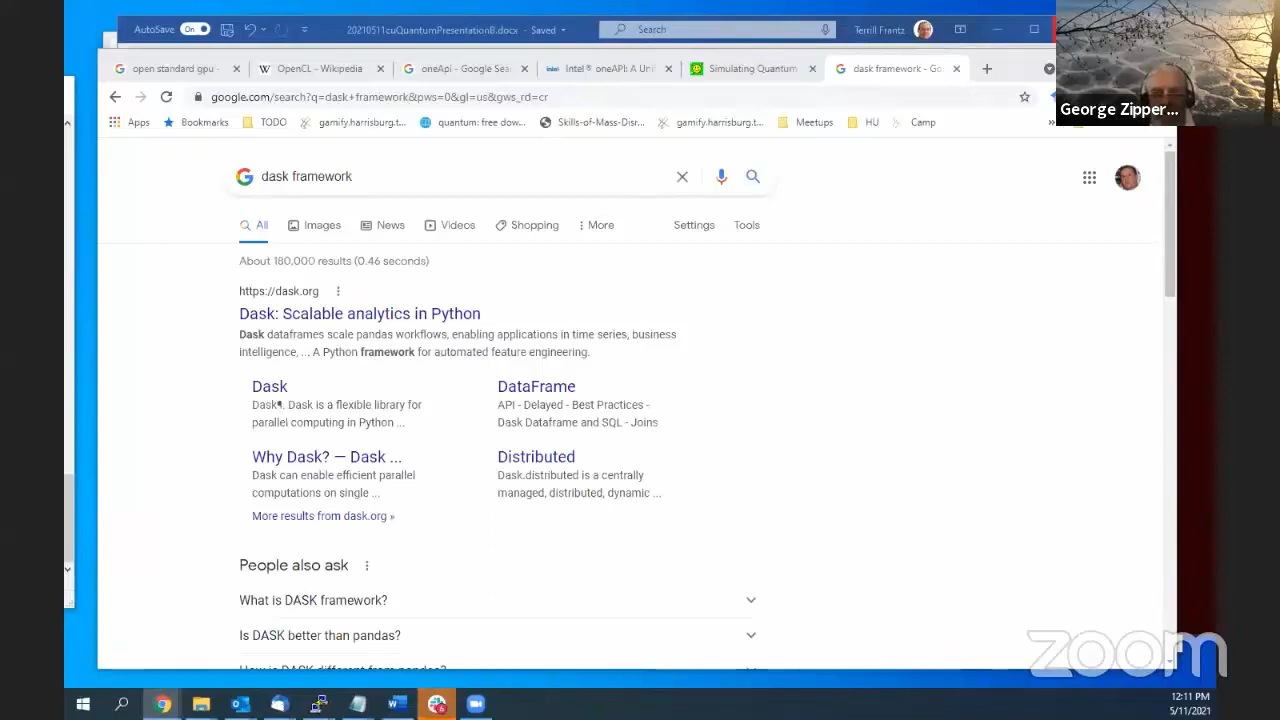 AutoSave On 20210511cuQuantumPresentationB.docx - Saved Search Terrill Frantz
open standard gpu - OpenCL - Wikipedia oneApi - Google Sea Intel® oneAPI: A Uni Simulating Quantum dask framework - Go
google.com/search?q=dask+framework&pws=0&gl=us&gws_rd=cr
George Zipper...
Apps Bookmarks TODO gamify.harrisburg.t... quantum: free dow... Skills-of-Mass-Disr... gamify.harrisburg.t... Meetups HU Camp »
dask framework
All Images News Videos Shopping More Settings Tools
About 180,000 results (0.46 seconds)
https://dask.org
Dask: Scalable analytics in Python
Dask dataframes scale pandas workflows, enabling applications in time series, business
intelligence, ... A Python framework for automated feature engineering.
Dask
Dask¶. Dask is a flexible library for
parallel computing in Python ...
DataFrame
API - Delayed - Best Practices -
Dask Dataframe and SQL - Joins
Why Dask? — Dask ...
Dask can enable efficient parallel
computations on single ...
Distributed
Dask.distributed is a centrally
managed, distributed, dynamic ...
More results from dask.org »
People also ask
What is DASK framework?
Is DASK better than pandas?
How is DASK different from pandas?
zoom
12:11 PM
5/11/2021